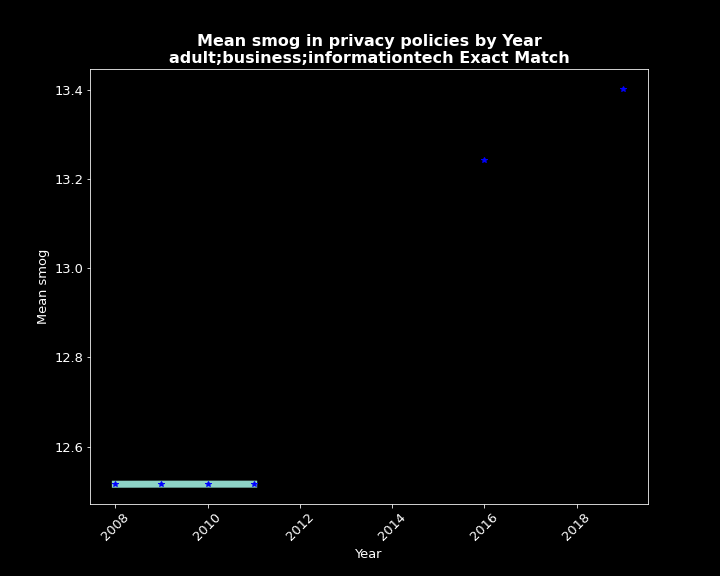 Mean smog in privacy policies by Year
adult;business;informationtech Exact Match
13.4
13.2
13.0
12.8
12.6
Mean smog
2008
2010
2012
2014
2016
2018
Year